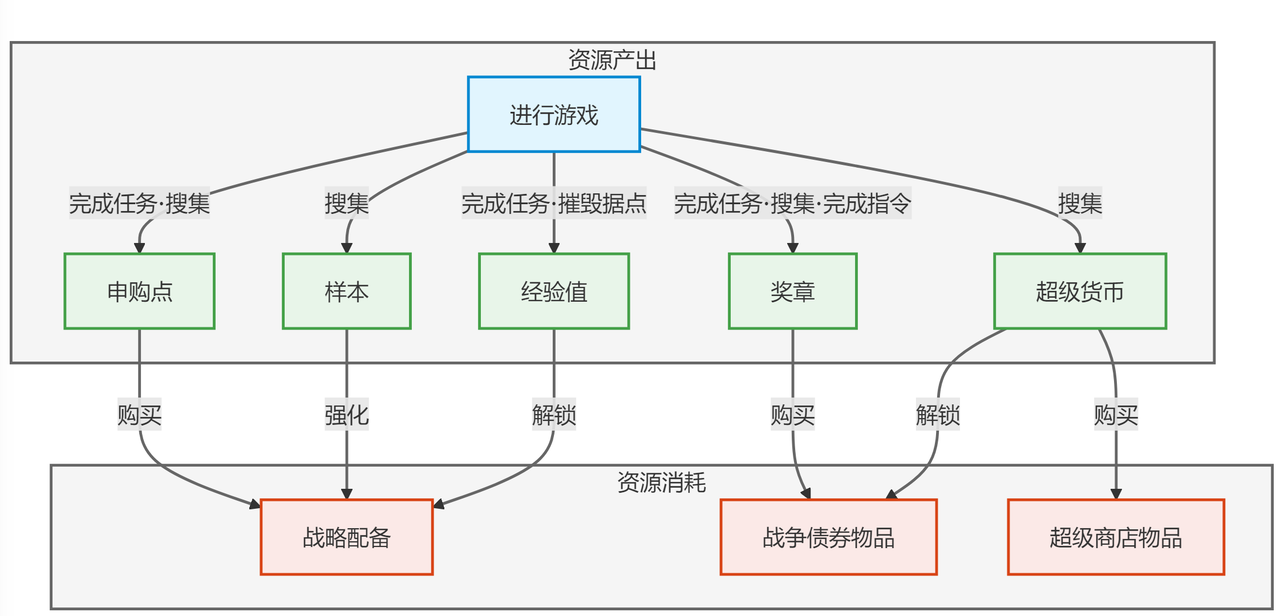 资源产出
进行游戏
完成任务·搜集
搜集
完成任务·摧毁据点
完成任务·搜集·完成指令
搜集
申购点
样本
经验值
奖章
超级货币
购买
强化
解锁
购买
解锁
购买
资源消耗
战略配备
战争债券物品
超级商店物品